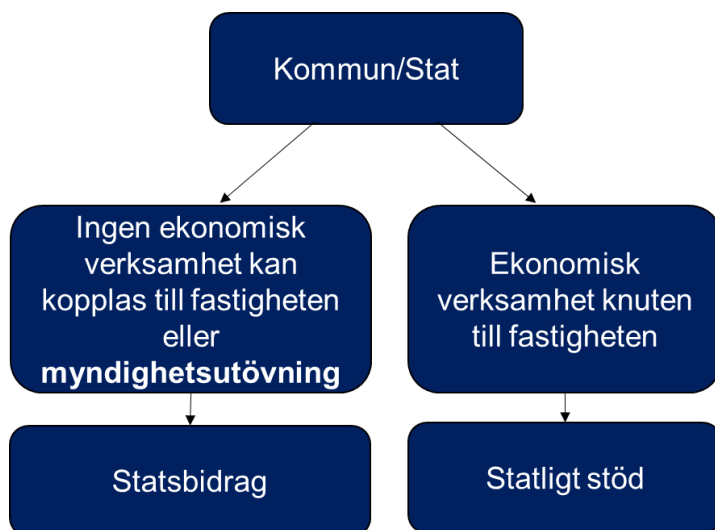 Kommun/Stat
Ingen ekonomisk
verksamhet kan
kopplas till fastigheten
eller
myndighetsutövning
Ekonomisk
verksamhet knuten
till fastigheten
Statsbidrag
Statligt stöd